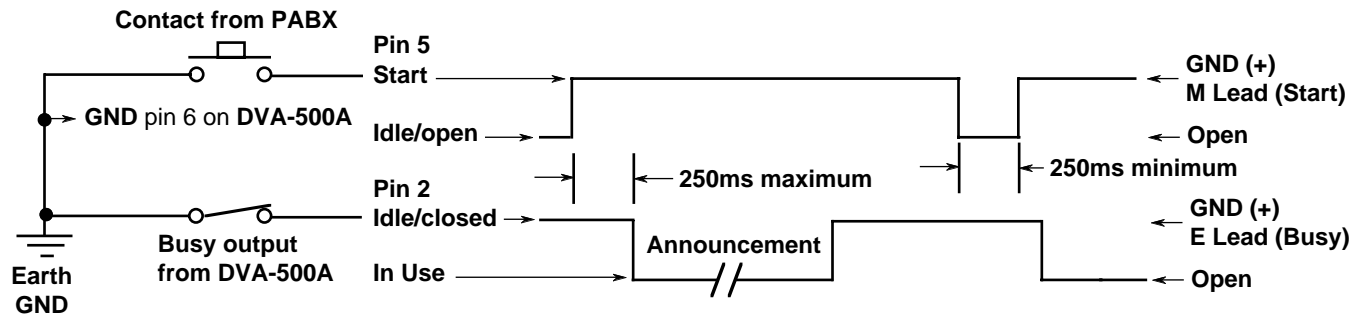 Contact from PABX
Pin 5
Start
GND (+)
M Lead (Start)
GND pin 6 on DVA-500A
Idle/open
Open
250ms maximum
250ms minimum
Pin 2
Idle/closed
GND (+)
E Lead (Busy)
Busy output
from DVA-500A
Announcement
In Use
Open
Earth
GND